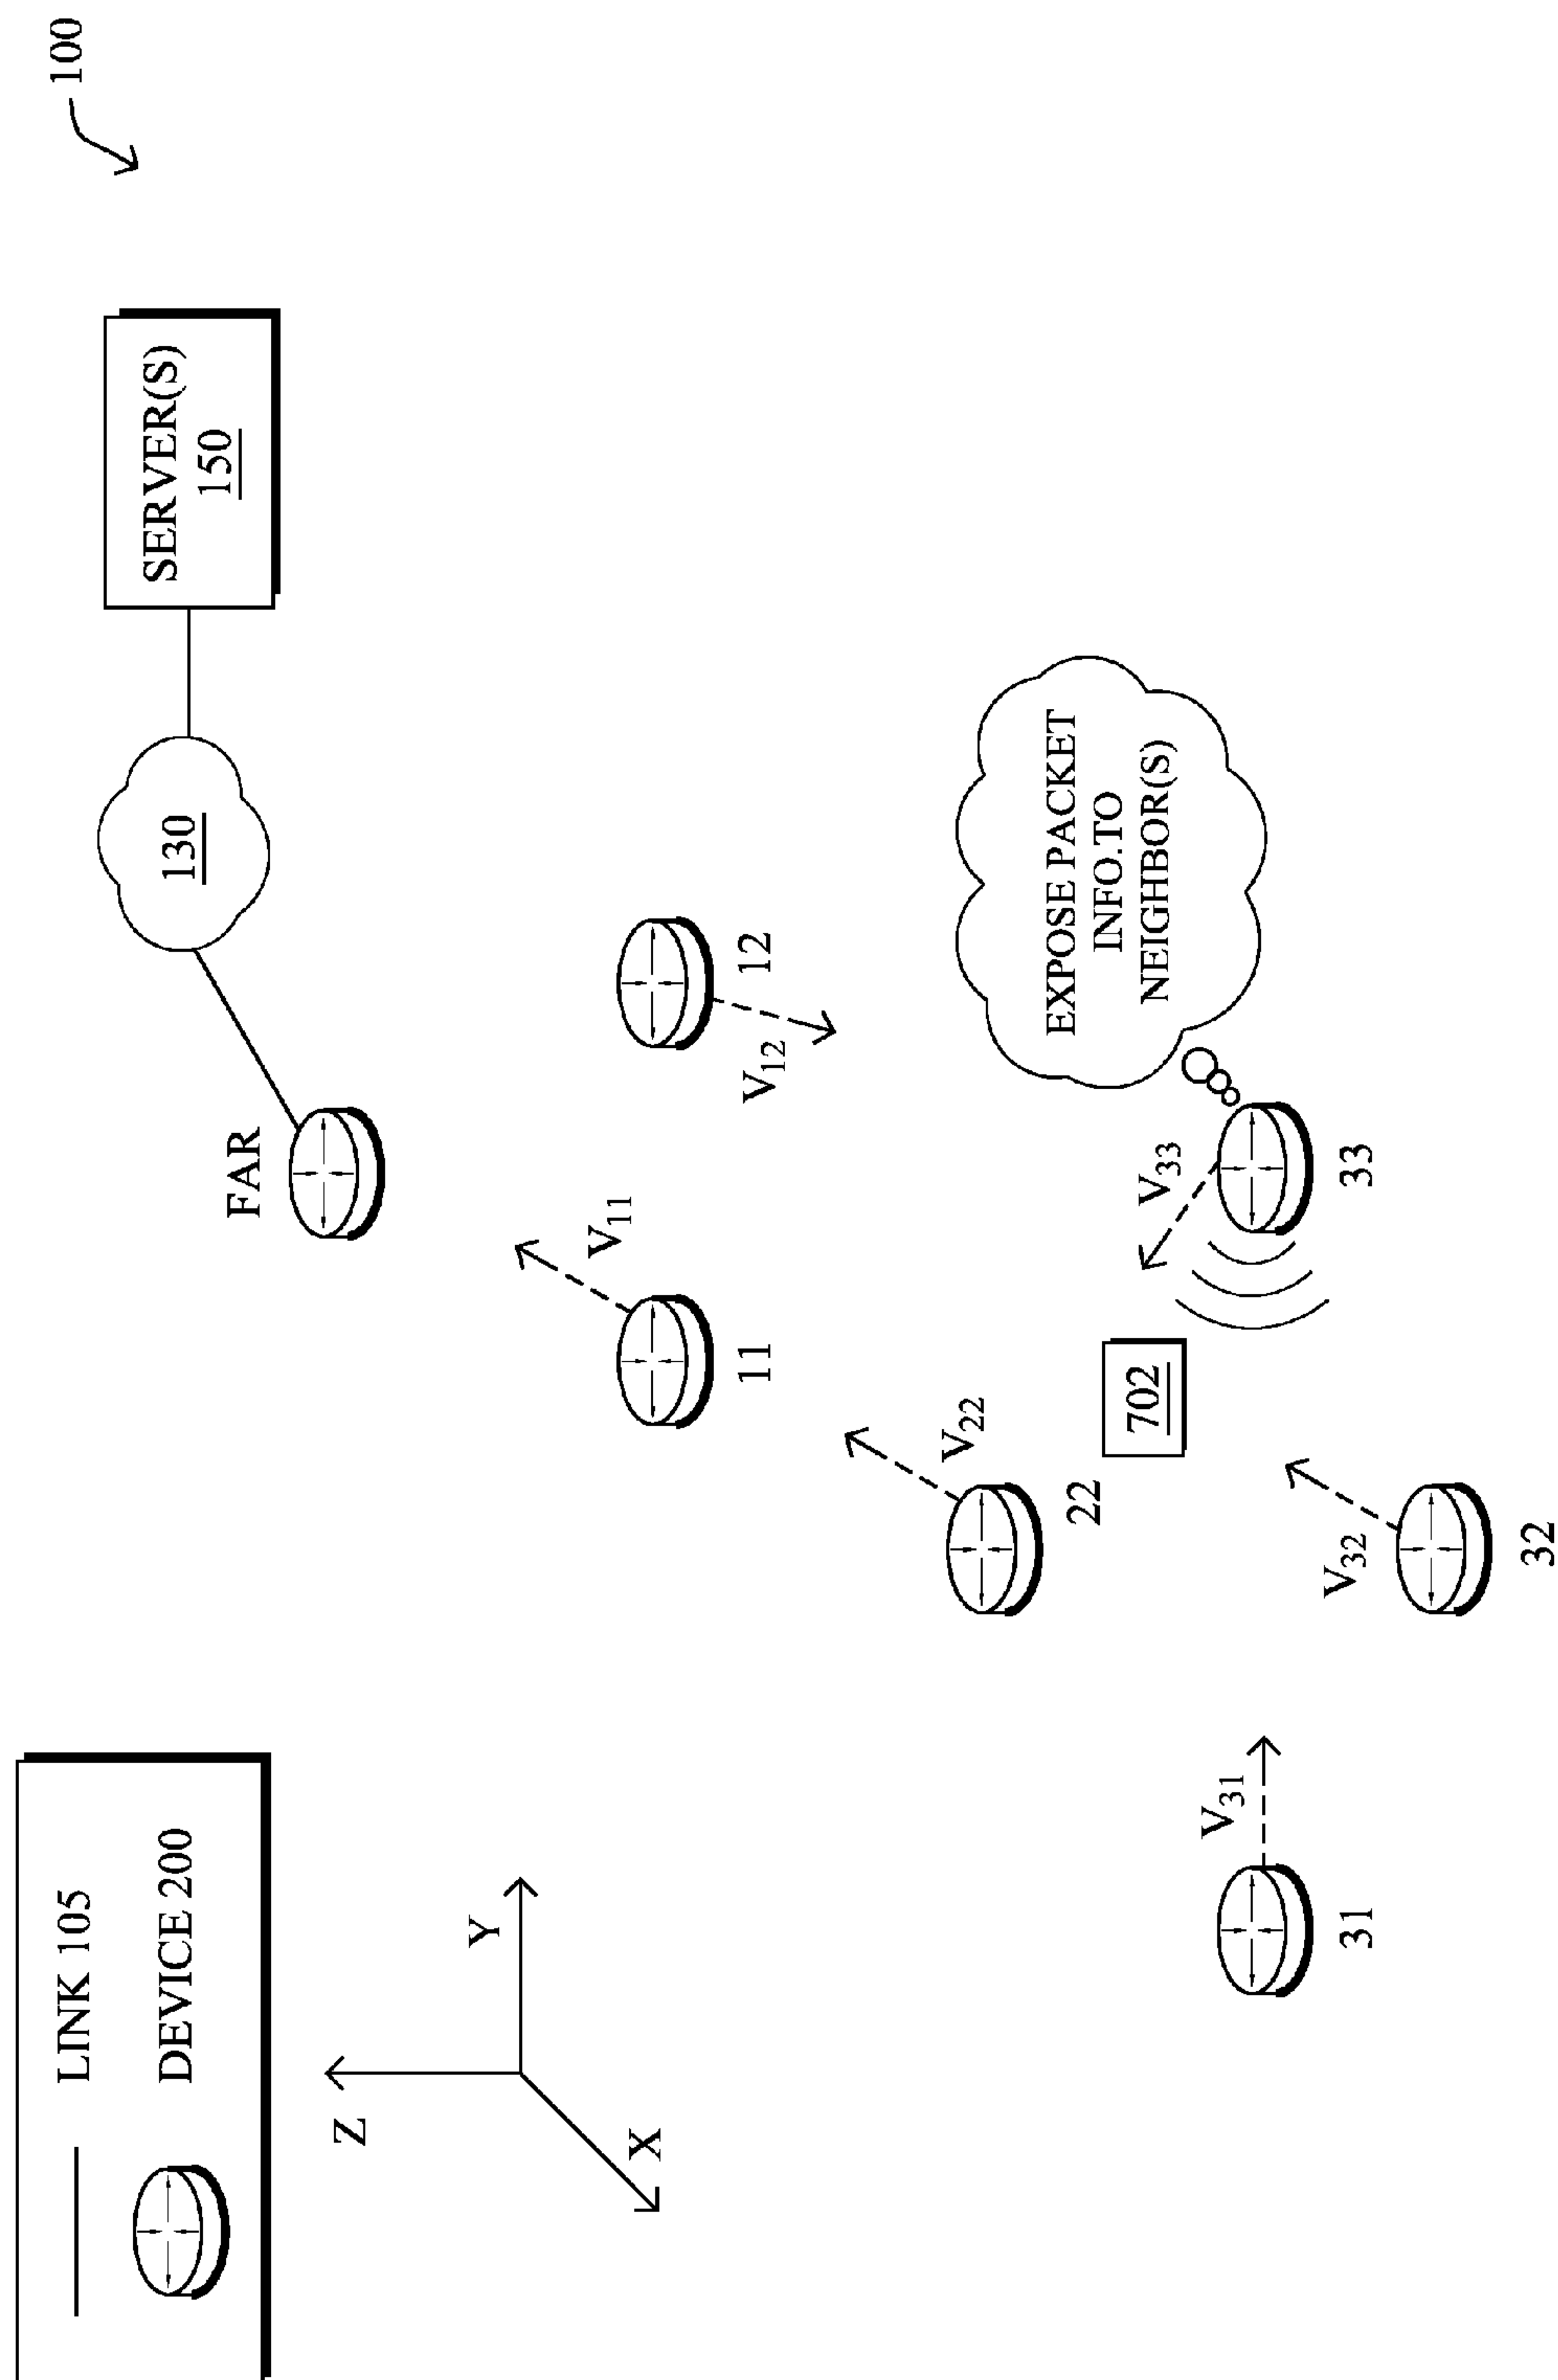 100
LINK 105
DEVICE 200
SERVER(S)
150
130
FAR
Z
Y
X
V11
11
V12
12
V22
22
702
V33
33
EXPOSE PACKET
INFO.TO
NEIGHBOR(S)
V31
31
V32
32